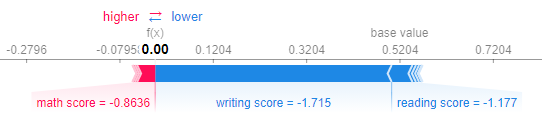 higher ⇄ lower
f(x) base value
-0.2796 -0.0795 0.00 0.1204 0.3204 0.5204 0.7204
math score = -0.8636 writing score = -1.715 reading score = -1.177